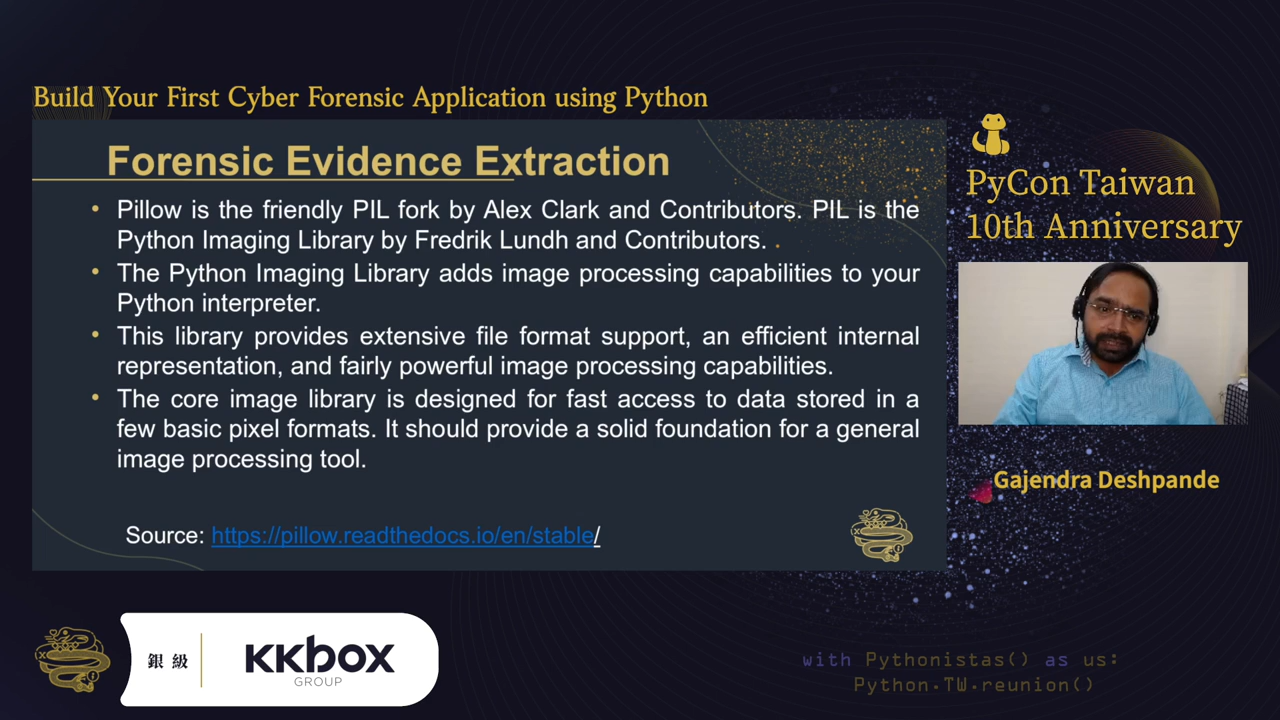 Build Your First Cyber Forensic Application using Python
Forensic Evidence Extraction
• Pillow is the friendly PIL fork by Alex Clark and Contributors. PIL is the
Python Imaging Library by Fredrik Lundh and Contributors.
• The Python Imaging Library adds image processing capabilities to your
Python interpreter.
• This library provides extensive file format support, an efficient internal
representation, and fairly powerful image processing capabilities.
• The core image library is designed for fast access to data stored in a
few basic pixel formats. It should provide a solid foundation for a general
image processing tool.
Source: https://pillow.readthedocs.io/en/stable/
PyCon Taiwan
10th Anniversary
Gajendra Deshpande
銀級
KKBOX
GROUP
with Pythonistas() as us:
Python.TW.reunion()